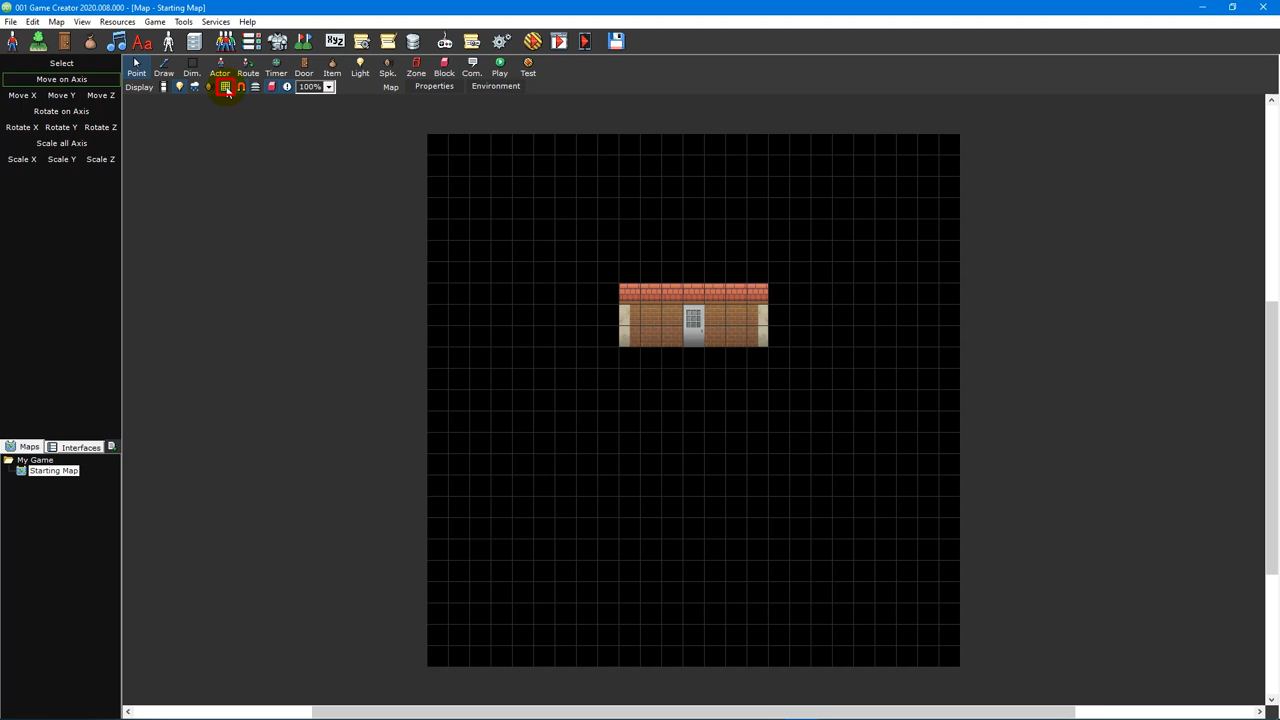 001 Game Creator 2020.008.000 - [Map - Starting Map]
File Edit Map View Resources Tools Game Services Help
Aa xyz
Select Point Draw Dim. Actor Route Timer Door Item Light Spk. Zone Block Com. Play Test
Move on Axis Display 100% Map Properties Environment
Move X Move Y Move Z
Rotate on Axis
Rotate X Rotate Y Rotate Z
Scale all Axis
Scale X Scale Y Scale Z
Maps Interfaces
My Game
Starting Map